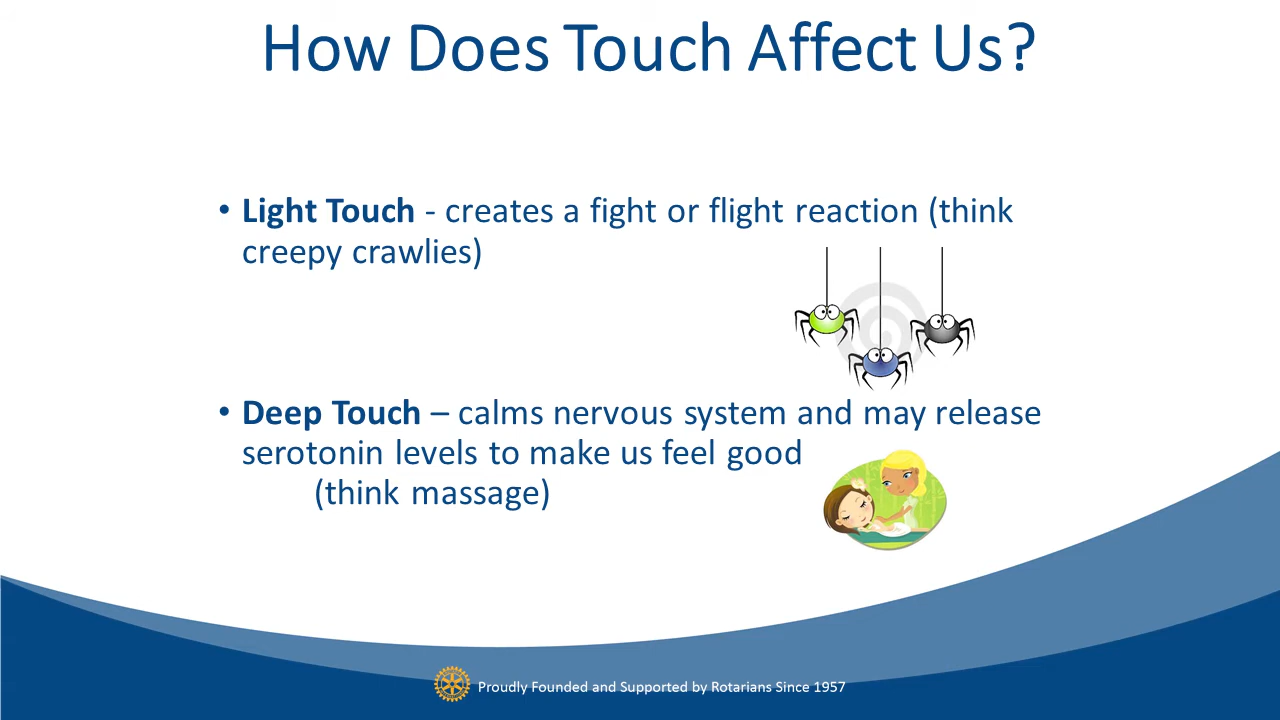 How Does Touch Affect Us?
• Light Touch - creates a fight or flight reaction (think
creepy crawlies)
• Deep Touch – calms nervous system and may release
serotonin levels to make us feel good
(think massage)
Proudly Founded and Supported by Rotarians Since 1957